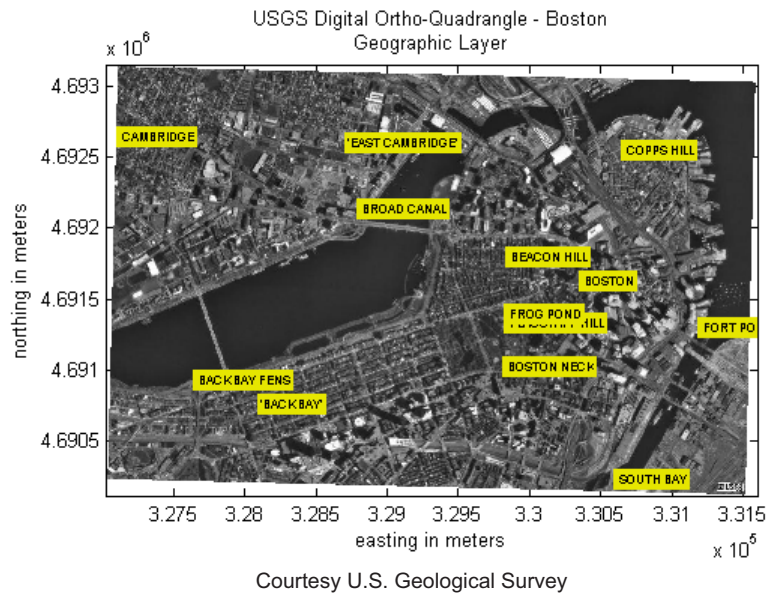 USGS Digital Ortho-Quadrangle - Boston
Geographic Layer
x 10^6
4.693
4.6925
4.692
4.6915
4.691
4.6905
northing in meters
CAMBRIDGE
'EAST CAMBRIDGE'
COPPS HILL
BROAD CANAL
BEACON HILL
BOSTON
FROG POND
HILL
FORT PO
BOSTON NECK
BACKBAY FENS
'BACKBAY'
SOUTH BAY
3.275 3.28 3.285 3.29 3.295 3.3 3.305 3.31 3.315
easting in meters
x 10^5
Courtesy U.S. Geological Survey